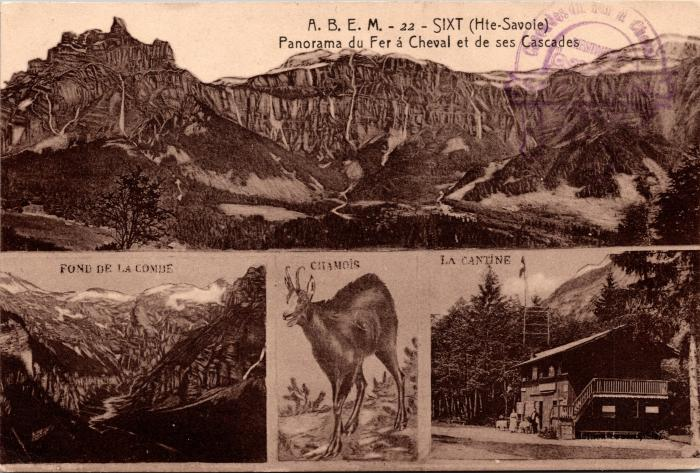 A. B. E. M. - 22 - SIXT (Hte-Savoie)
Panorama du Fer á Cheval et de ses Cascades
FOND DE LA COMBE
CHAMOIS
LA CANTINE